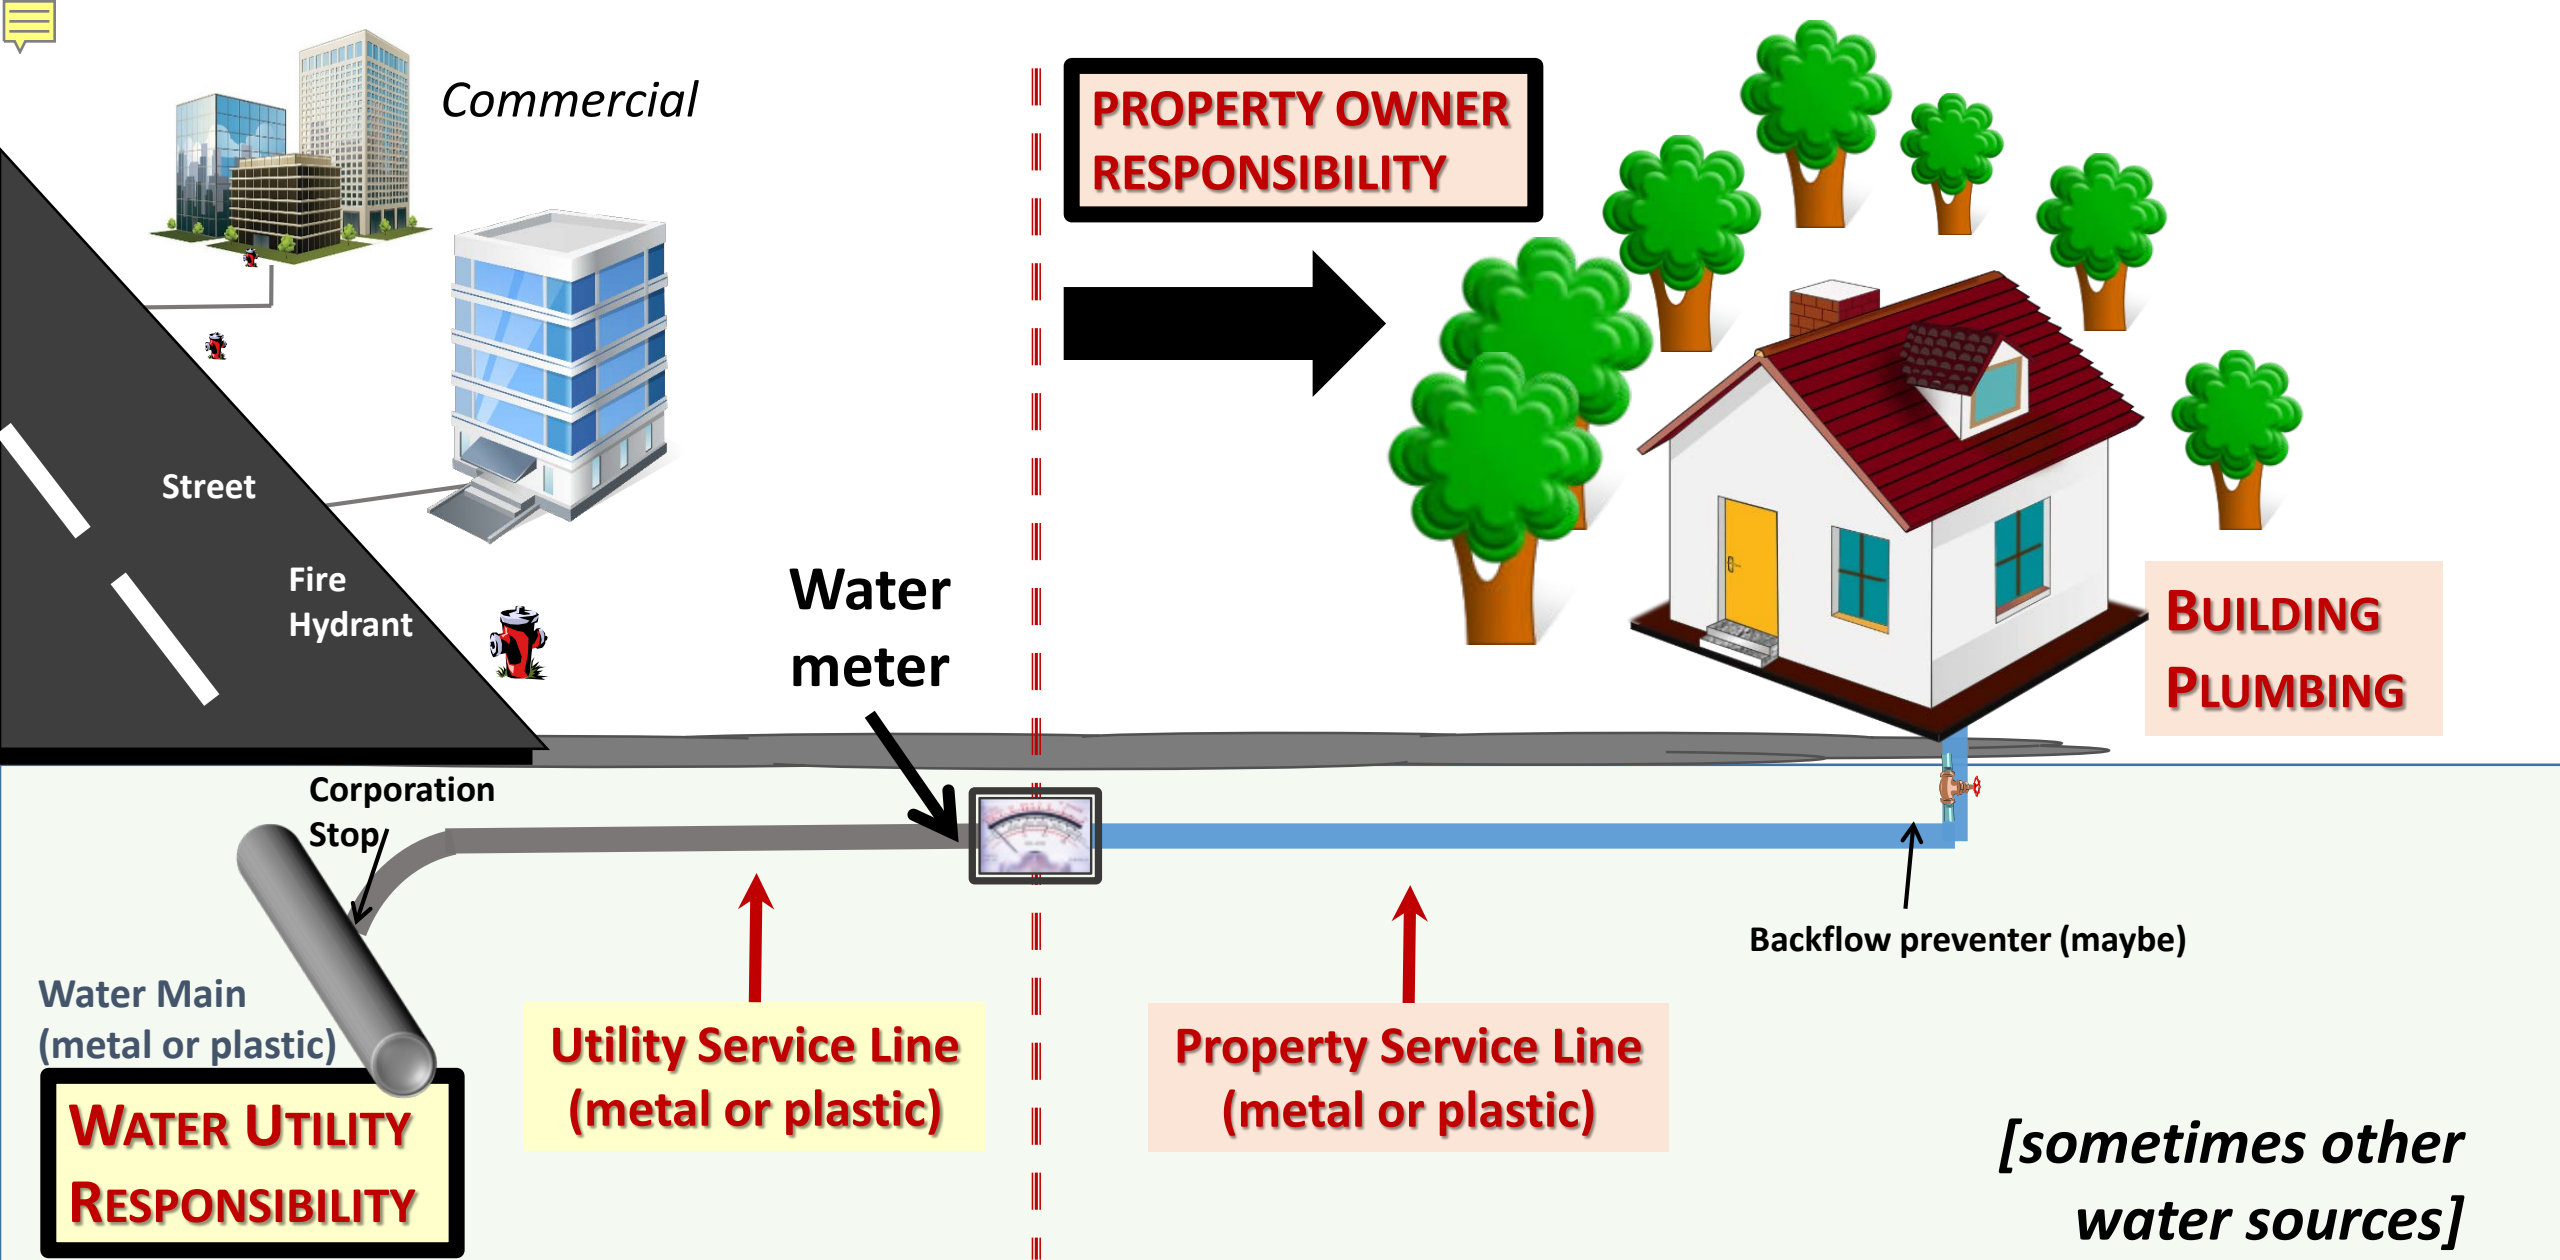 Commercial
PROPERTY OWNER
RESPONSIBILITY
Street
Fire
Hydrant
Water
meter
BUILDING
PLUMBING
Corporation
Stop
Backflow preventer (maybe)
Water Main
(metal or plastic)
Utility Service Line
(metal or plastic)
Property Service Line
(metal or plastic)
WATER UTILITY
RESPONSIBILITY
[sometimes other
water sources]